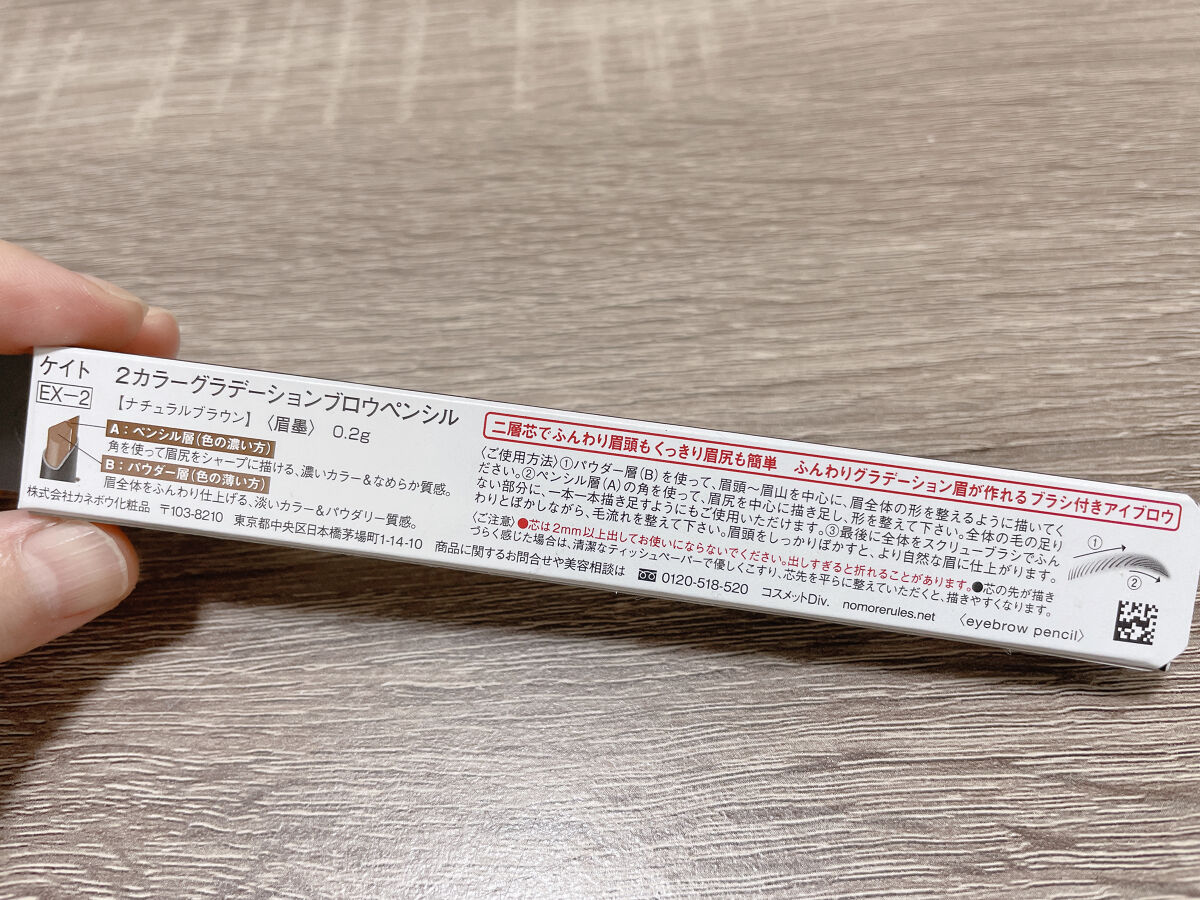 ケイト 2カラーグラデーションブロウペンシル
EX-2 【ナチュラルブラウン】〈眉墨〉 0.2g
A:ペンシル層(色の濃い方)
角を使って眉尻をシャープに描ける、濃いカラー&なめらか質感。
B:パウダー層(色の薄い方)
眉全体をふんわり仕上げる、淡いカラー&パウダリー質感。
株式会社カネボウ化粧品 〒103-8210 東京都中央区日本橋茅場町1-14-10
二層芯でふんわり眉頭もくっきり眉尻も簡単 ふんわりグラデーション眉が作れるブラシ付きアイブロウ
〈ご使用方法〉①パウダー層(B)を使って、眉頭〜眉山を中心に、眉全体の形を整えるように描いてく
ださい。②ペンシル層(A)の角を使って、眉尻を中心に描き足し、形を整えて下さい。全体の毛の足り
ない部分に、一本一本描き足すようにもご使用いただけます。③最後に全体をスクリューブラシでふん
わりとぼかしながら、毛流れを整えて下さい。眉頭をしっかりぼかすと、より自然な眉に仕上がります。
〈ご注意〉●芯は2mm以上出してお使いにならないでください。出しすぎると折れることがあります。●芯の先が描き
づらく感じた場合は、清潔なティッシュペーパーで優しくこすり、芯先を平らに整えていただくと、描きやすくなります。
商品に関するお問合せや美容相談は 0120-518-520 コスメットDiv. nomorerules.net 〈eyebrow pencil〉
①
②